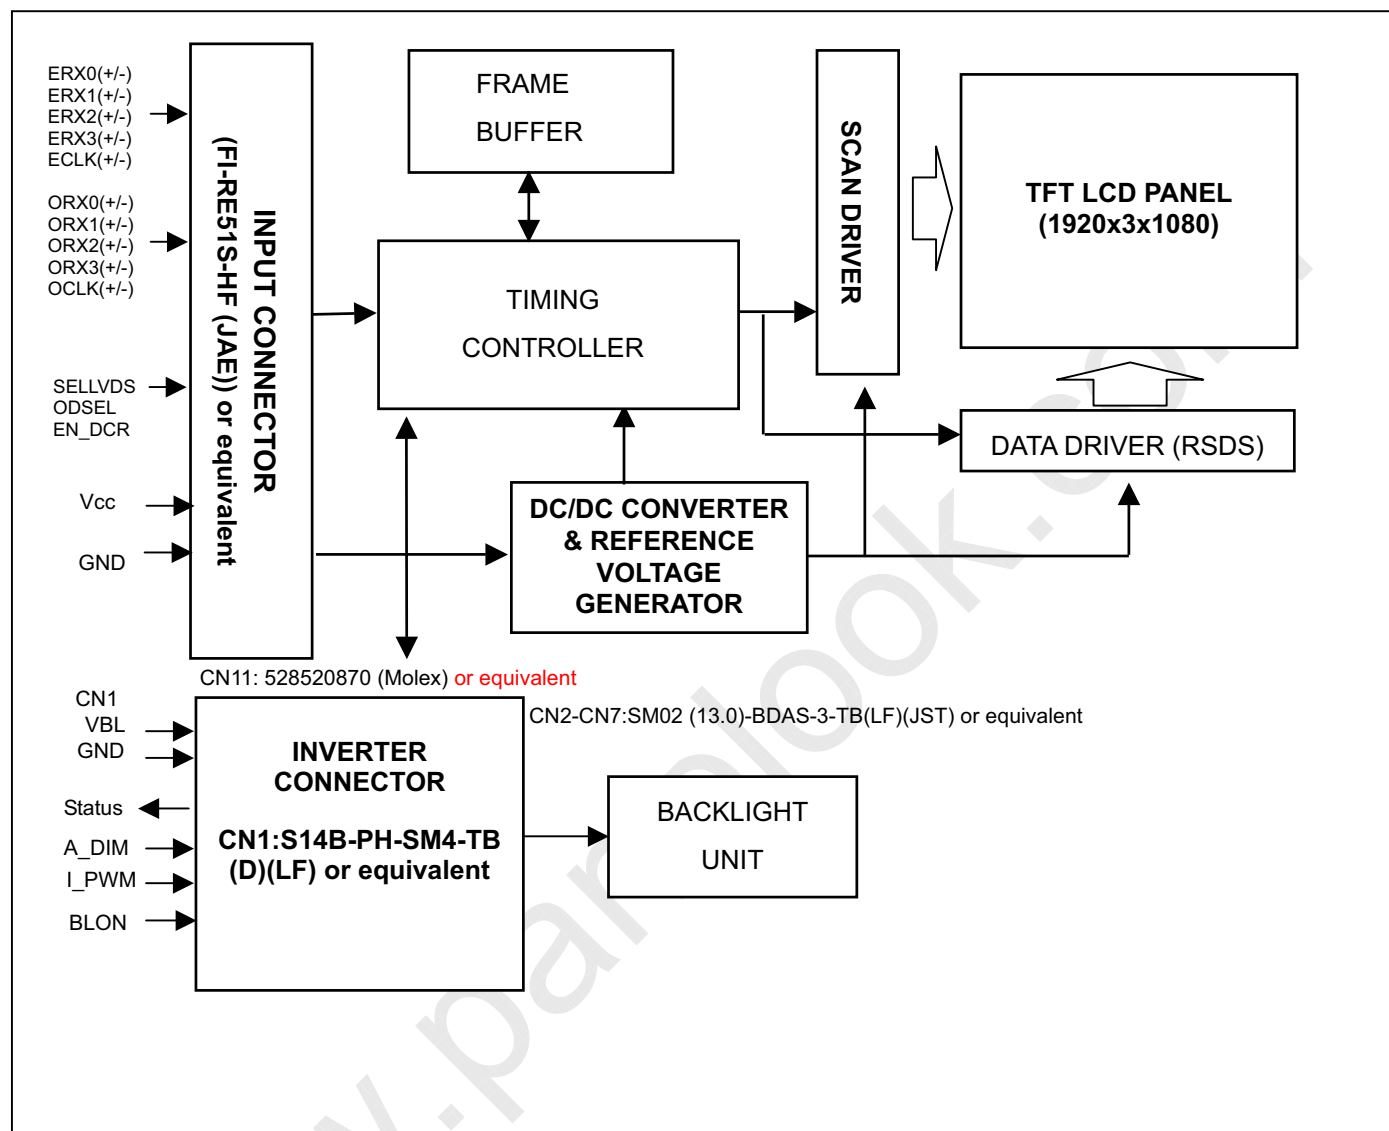 ERX0(+/-)
ERX1(+/-)
ERX2(+/-)
ERX3(+/-)
ECLK(+/-)
ORX0(+/-)
ORX1(+/-)
ORX2(+/-)
ORX3(+/-)
OCLK(+/-)
SELLVDS
ODSEL
EN_DCR
Vcc
GND
INPUT CONNECTOR
(FI-RE51S-HF (JAE)) or equivalent
FRAME
BUFFER
TIMING
CONTROLLER
SCAN DRIVER
TFT LCD PANEL
(1920x3x1080)
DATA DRIVER (RSDS)
DC/DC CONVERTER
& REFERENCE
VOLTAGE
GENERATOR
CN11: 528520870 (Molex) or equivalent
CN2-CN7:SM02 (13.0)-BDAS-3-TB(LF)(JST) or equivalent
CN1
VBL
GND
Status
A_DIM
I_PWM
BLON
INVERTER
CONNECTOR
CN1:S14B-PH-SM4-TB
(D)(LF) or equivalent
BACKLIGHT
UNIT